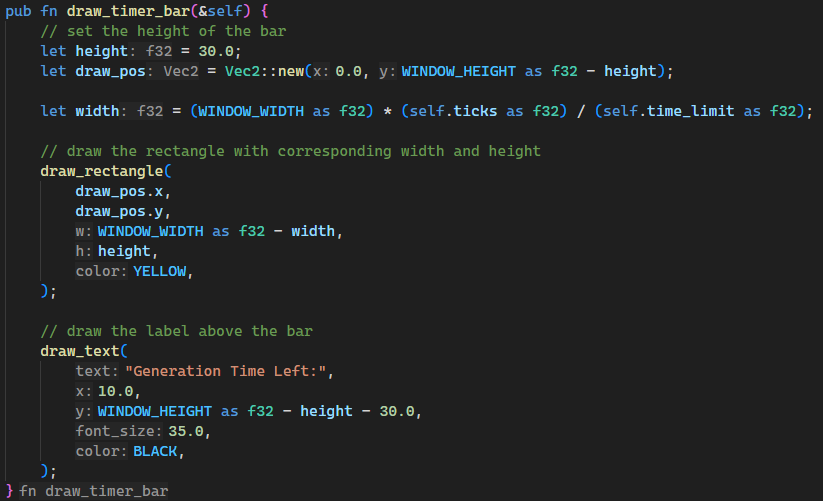 pub fn draw_timer_bar(&self) {
    // set the height of the bar
    let height: f32 = 30.0;
    let draw_pos: Vec2 = Vec2::new(x: 0.0, y: WINDOW_HEIGHT as f32 - height);

    let width: f32 = (WINDOW_WIDTH as f32) * (self.ticks as f32) / (self.time_limit as f32);

    // draw the rectangle with corresponding width and height
    draw_rectangle(
        draw_pos.x,
        draw_pos.y,
        w: WINDOW_WIDTH as f32 - width,
        h: height,
        color: YELLOW,
    );

    // draw the label above the bar
    draw_text(
        text: "Generation Time Left:",
        x: 10.0,
        y: WINDOW_HEIGHT as f32 - height - 30.0,
        font_size: 35.0,
        color: BLACK,
    );
} fn draw_timer_bar